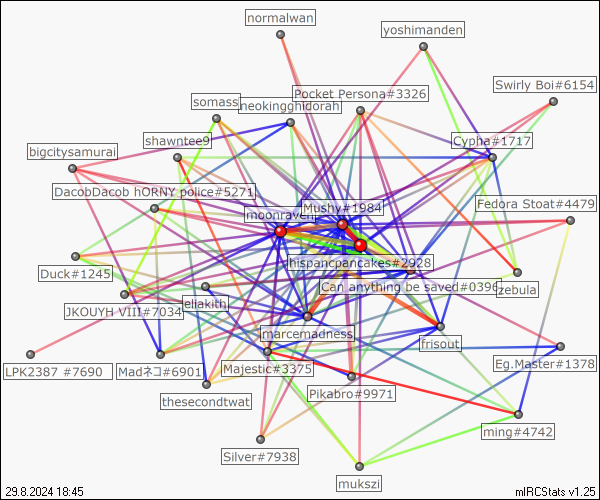 normalwan
yoshimanden
Swirly Boi#6154
Pocket Persona#3326
somass
neokingghidorah
shawntee9
Cypha#1717
bigcitysamurai
DacobDacob hORNY police#5271
Fedora Stoat#4479
Mushy#1984
moonraven
hispancpancakes#2928
Duck#1245
Can anything be saved#0396
zebula
eliakith
JKOUYH VIII#7034
marcemadness
frisout
LPK2387 #7690
Madネコ#6901
Majestic#3375
Eg.Master#1378
Pikabro#9971
thesecondtwat
ming#4742
Silver#7938
mukszi
29.8.2024 18:45
mIRCStats v1.25